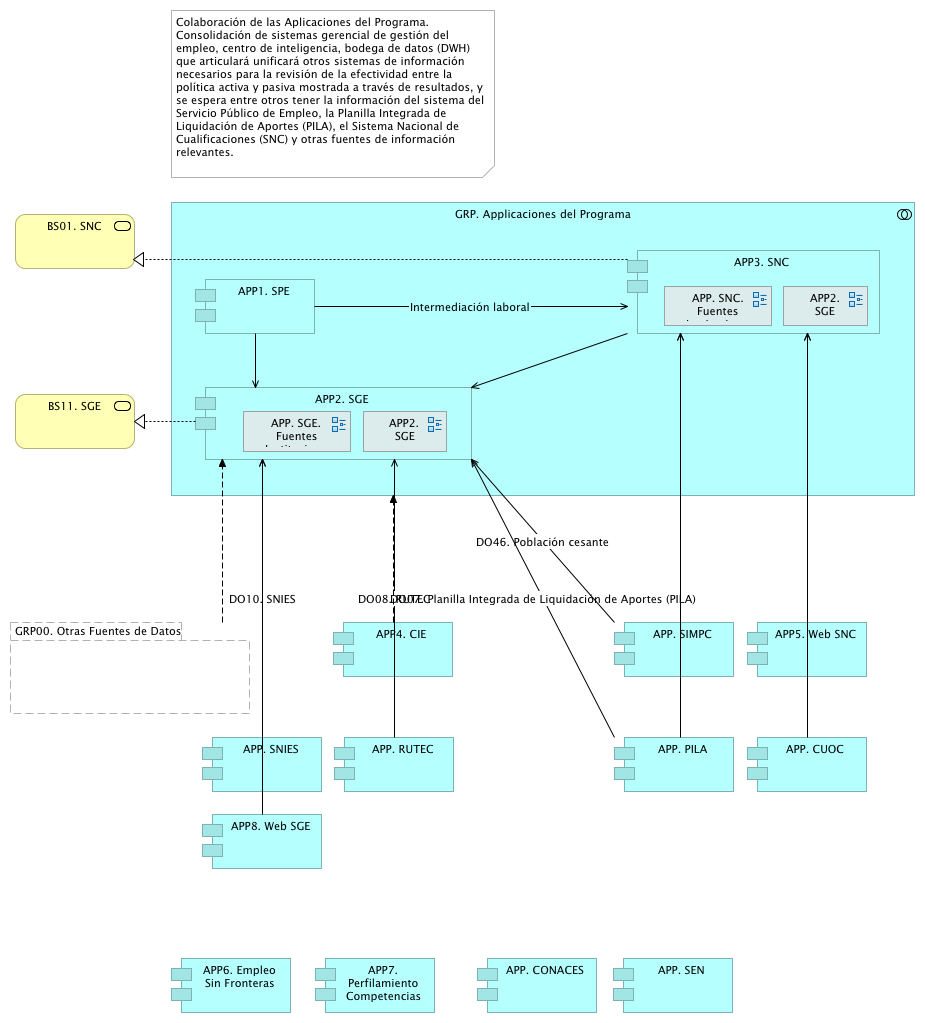 Colaboración de las Aplicaciones del Programa.
Consolidación de sistemas gerencial de gestión del
empleo, centro de inteligencia, bodega de datos (DWH)
que articulará unificará otros sistemas de información
necesarios para la revisión de la efectividad entre la
política activa y pasiva mostrada a través de resultados, y
se espera entre otros tener la información del sistema del
Servicio Público de Empleo, la Planilla Integrada de
Liquidación de Aportes (PILA), el Sistema Nacional de
Cualificaciones (SNC) y otras fuentes de información
relevantes.
GRP. Applicaciones del Programa
BS01. SNC
APP3. SNC
APP. SNC.
Fuentes
APP2.
SGE
APP1. SPE
Intermediación laboral
BS11. SGE
APP2. SGE
APP. SGE.
Fuentes
APP2.
SGE
DO46. Población cesante
DO10. SNIES
DO08. RUTEC
DO07. Planilla Integrada de Liquidación de Aportes (PILA)
GRP00. Otras Fuentes de Datos
APP4. CIE
APP. SIMPC
APP5. Web SNC
APP. SNIES
APP. RUTEC
APP. PILA
APP. CUOC
APP8. Web SGE
APP6. Empleo
Sin Fronteras
APP7.
Perfilamiento
Competencias
APP. CONACES
APP. SEN